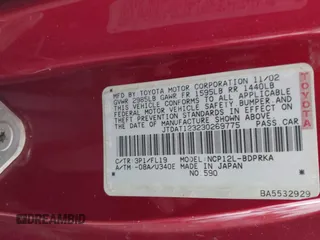 TOYOTA
MFD BY TOYOTA MOTOR CORPORATION 11/02
GVWR 2985LB GAWR FR 1595LB RR 1440LB
THIS VEHICLE CONFORMS TO ALL APPLICABLE
FEDERAL MOTOR VEHICLE SAFETY, BUMPER, AND
THEFT PREVENTION STANDARDS IN EFFECT ON
THE DATE OF MANUFACTURE SHOWN ABOVE.
JTDAT123230269775 PASS CAR
C/TR: 3P1/FL19 MODEL: NCP12L-BDPRKA
A/TM: -08A/U340E MADE IN JAPAN
NO.590
BA5532929
DREAMBID